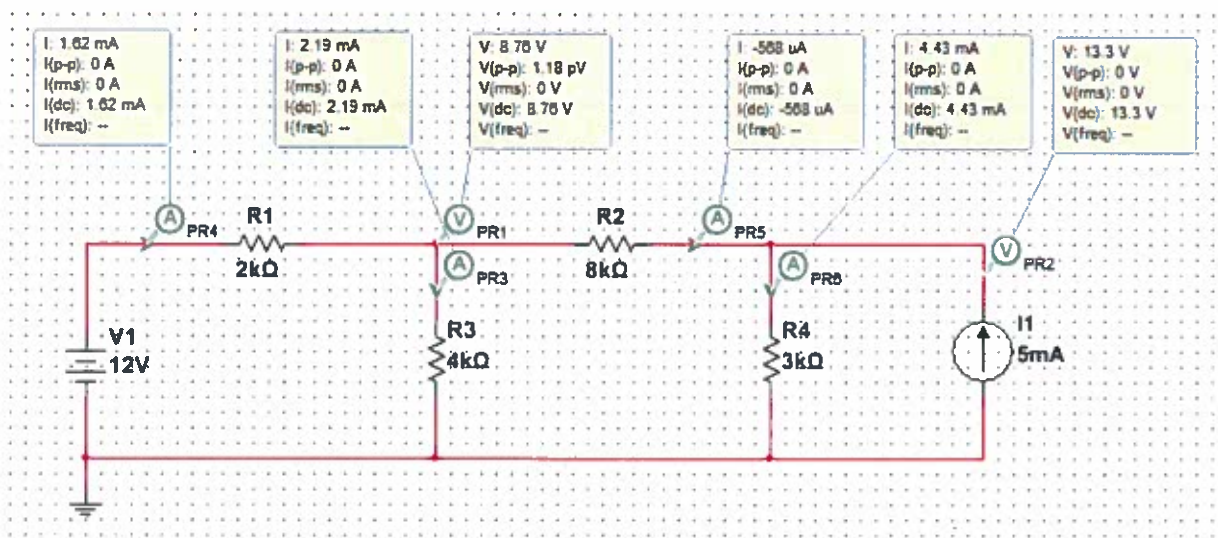 I: 1.62 mA
I(p-p): 0 A
I(rms): 0 A
I(dc): 1.62 mA
I(freq): --
I: 2.19 mA
I(p-p): 0 A
I(rms): 0 A
I(dc): 2.19 mA
I(freq): --
V: 8.76 V
V(p-p): 1.18 pV
V(rms): 0 V
V(dc): 8.76 V
V(freq): --
I: -568 uA
I(p-p): 0 A
I(rms): 0 A
I(dc): -568 uA
I(freq): --
I: 4.43 mA
I(p-p): 0 A
I(rms): 0 A
I(dc): 4.43 mA
I(freq): --
V: 13.3 V
V(p-p): 0 V
V(rms): 0 V
V(dc): 13.3 V
V(freq): --
A
PR4
R1
2kΩ
V
PR1
A
PR3
R2
8kΩ
A
PR5
A
PR6
V
PR2
V1
12V
R3
4kΩ
R4
3kΩ
I1
5mA